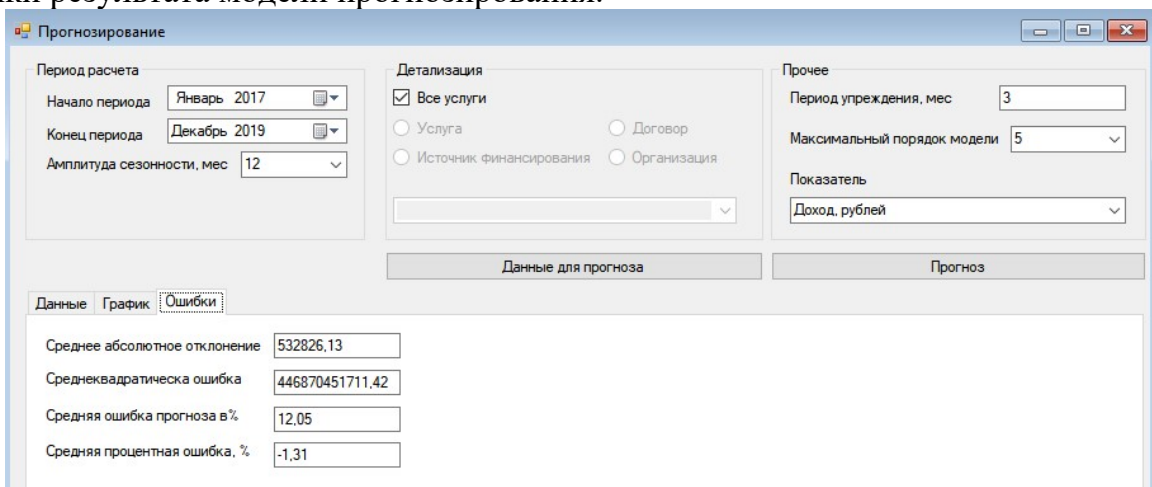 ки результата модели прогнозирования.
Прогнозирование
Период расчета
Начало периода Январь 2017
Конец периода Декабрь 2019
Амплитуда сезонности, мес 12
Детализация
Все услуги
Услуга Договор
Источник финансирования Организация
Прочее
Период упреждения, мес 3
Максимальный порядок модели 5
Показатель
Доход, рублей
Данные для прогноза Прогноз
Данные График Ошибки
Среднее абсолютное отклонение 532826,13
Среднеквадратическа ошибка 446870451711,42
Средняя ошибка прогноза в% 12,05
Средняя процентная ошибка, % -1,31